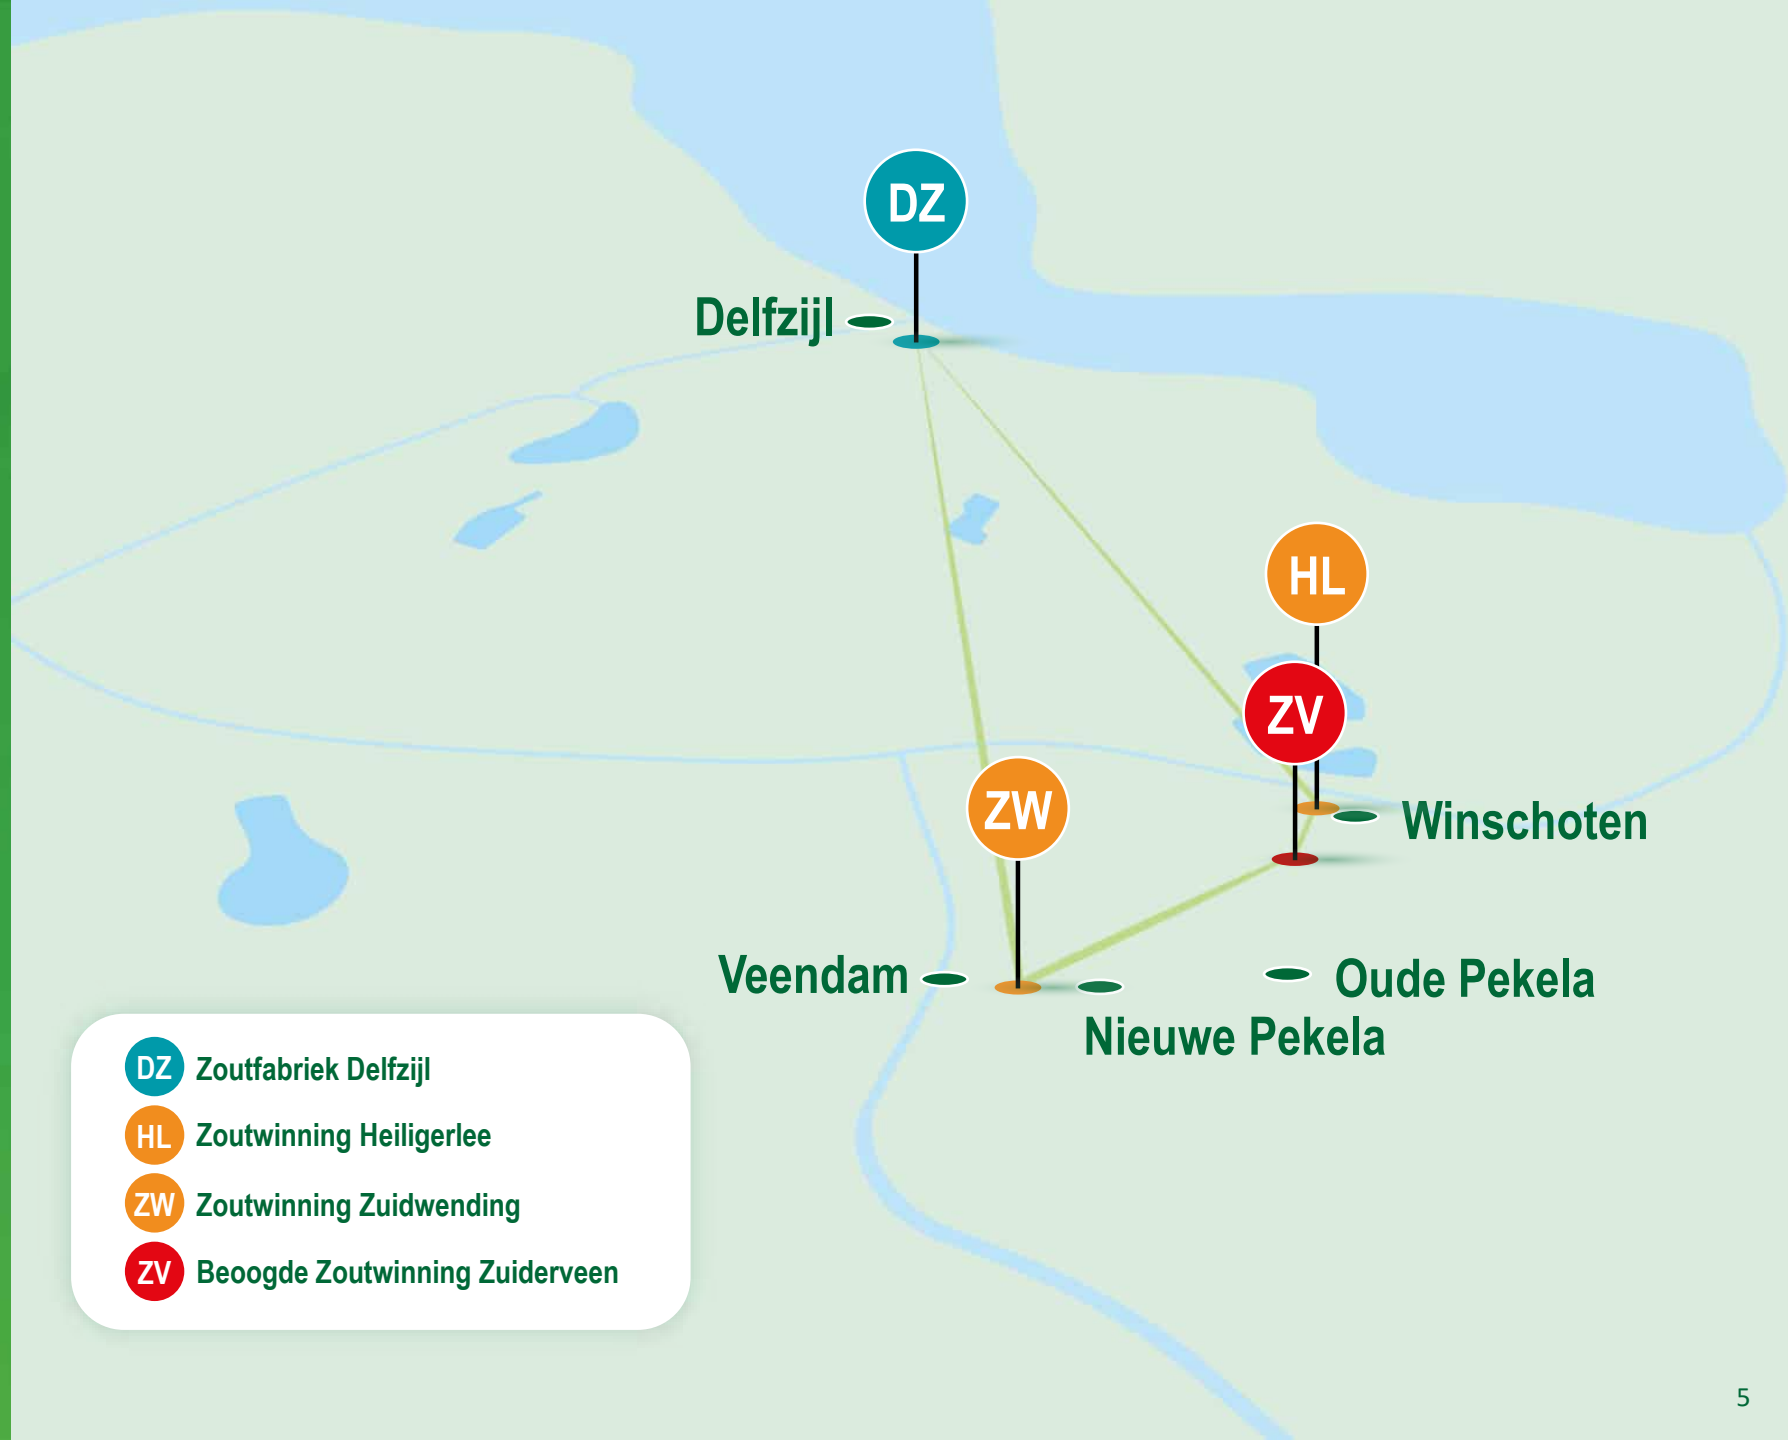 DZ
Delfzijl
HL
ZV
ZW
Winschoten
Veendam
Oude Pekela
Nieuwe Pekela
DZ Zoutfabriek Delfzijl
HL Zoutwinning Heiligerlee
ZW Zoutwinning Zuidwending
ZV Beoogde Zoutwinning Zuiderveen
5